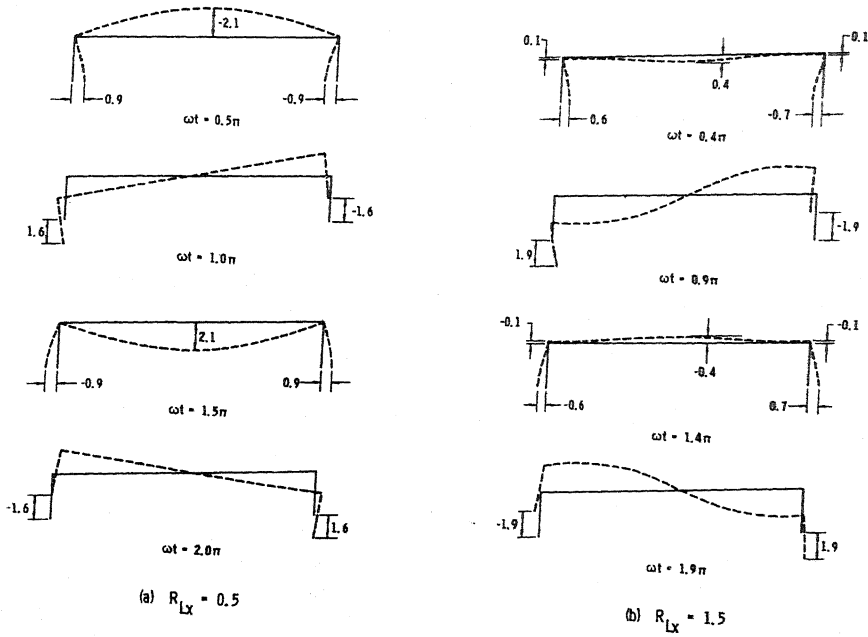 -2.1
0.9
-0.9
ωt = 0.5π
1.6
-1.6
ωt = 1.0π
2.1
-0.9
0.9
ωt = 1.5π
-1.6
1.6
ωt = 2.0π
(a) R_Lx = 0.5
0.1
0.1
0.4
0.6
-0.7
ωt = 0.4π
1.9
-1.9
ωt = 0.9π
-0.1
-0.1
-0.4
-0.6
0.7
ωt = 1.4π
-1.9
1.9
ωt = 1.9π
(b) R_Lx = 1.5